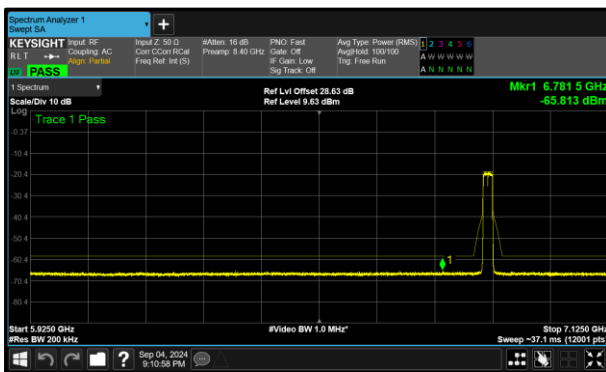 Spectrum Analyzer 1
Swept SA
KEYSIGHT Input: RF Input Z: 50 Ω #Atten: 16 dB PNO: Fast Avg Type: Power (RMS) 1 2 3 4 5 6
RLT Coupling: AC Corr CCorr RCal Preamp: 8.40 GHz Gate: Off Avg|Hold: 100/100 A W W W W W
Align: Partial Freq Ref: Int (S) IF Gain: Low Trig: Free Run
PASS Sig Track: Off A N N N N N
1 Spectrum Ref Lvl Offset 28.63 dB Mkr1 6.781 5 GHz
Scale/Div 10 dB Ref Level 9.63 dBm -65.813 dBm
Log
Trace 1 Pass
-0.37
-10.4
-20.4
-30.4
-40.4
-50.4
-60.4
1
-70.4
-80.4
Start 5.9250 GHz #Video BW 1.0 MHz* Stop 7.1250 GHz
#Res BW 200 kHz Sweep ~37.1 ms (12001 pts)
? Sep 04, 2024
9:10:58 PM